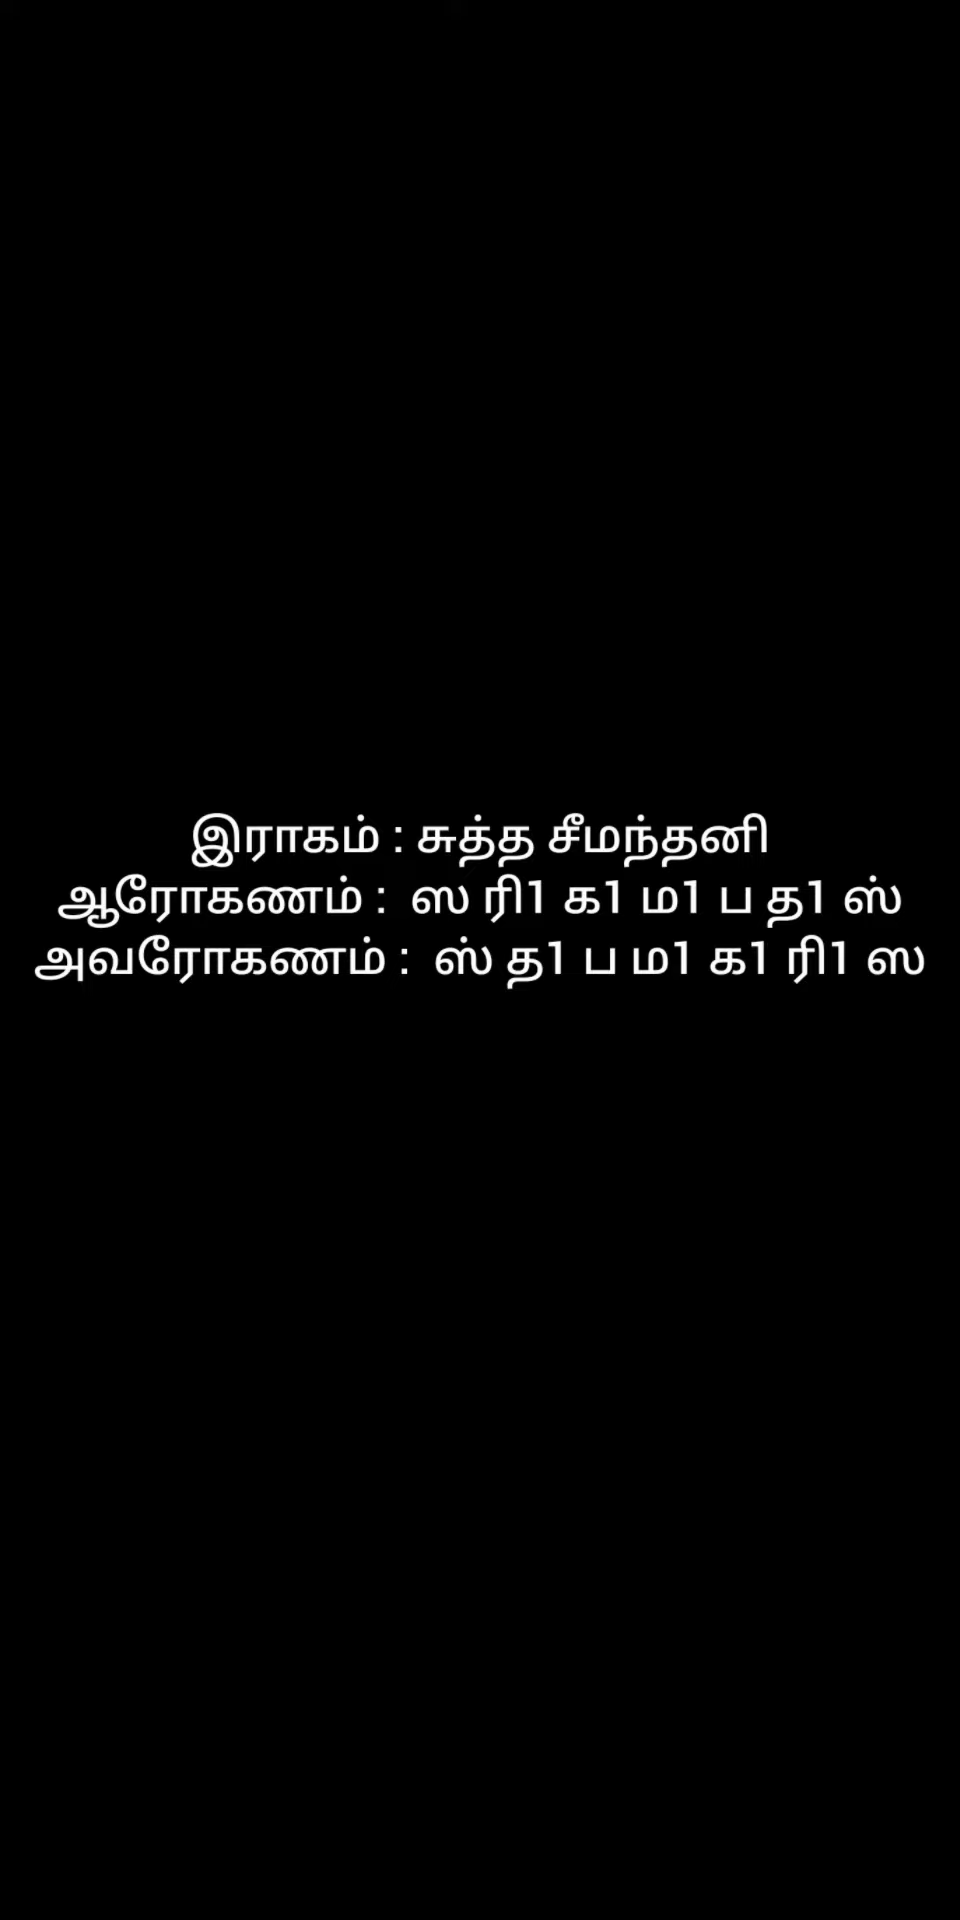 இராகம் : சுத்த சீமந்தனி
ஆரோகணம் : ஸ ரி1 க1 ம1 ப த1 ஸ்
அவரோகணம் : ஸ் த1 ப ம1 க1 ரி1 ஸ